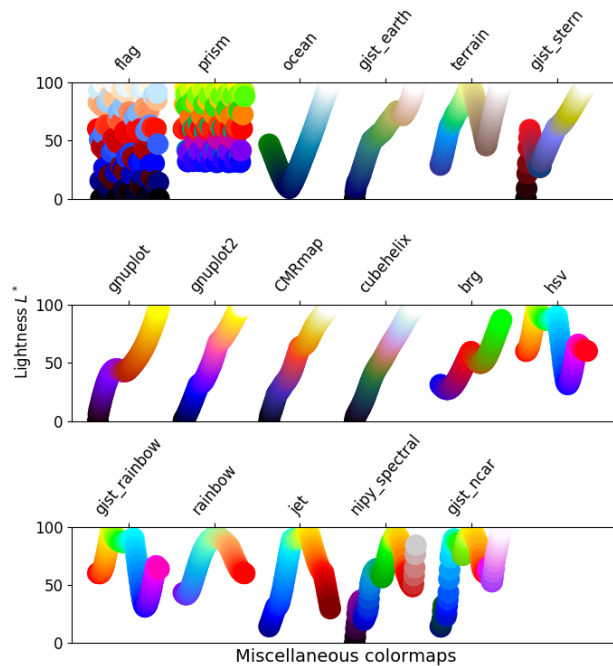 flag prism ocean gist_earth terrain gist_stern
100
50
0
gnuplot gnuplot2 CMRmap cubehelix brg hsv
Lightness L*
100
50
0
gist_rainbow rainbow jet nipy_spectral gist_ncar
100
50
0
Miscellaneous colormaps